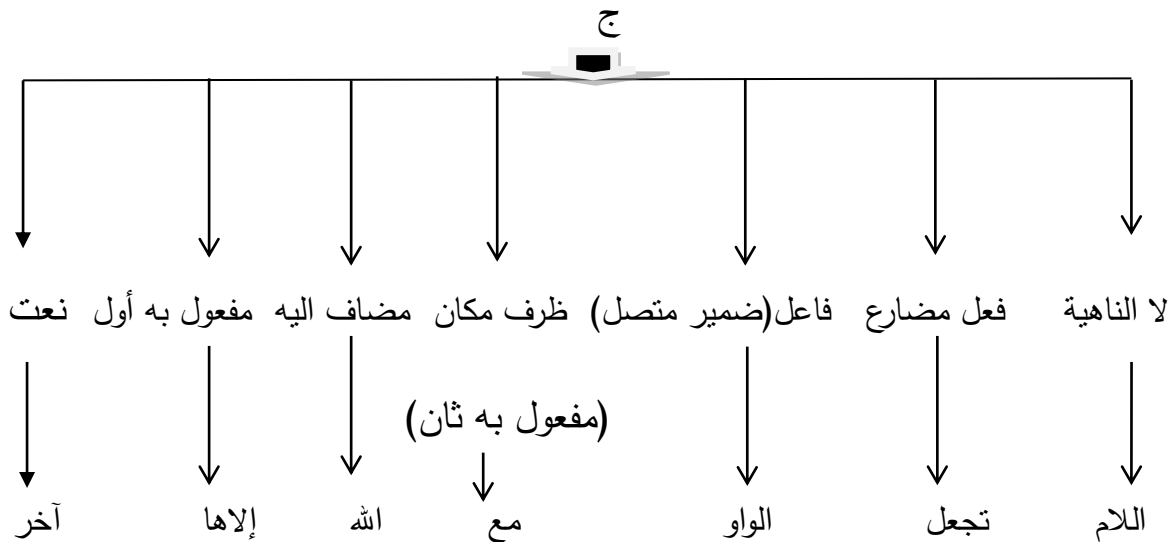 ج
لا الناهية فعل مضارع فاعل(ضمير متصل) ظرف مكان مضاف اليه مفعول به أول نعت
(مفعول به ثان)
اللام تجعل الواو مع الله إلاها آخر